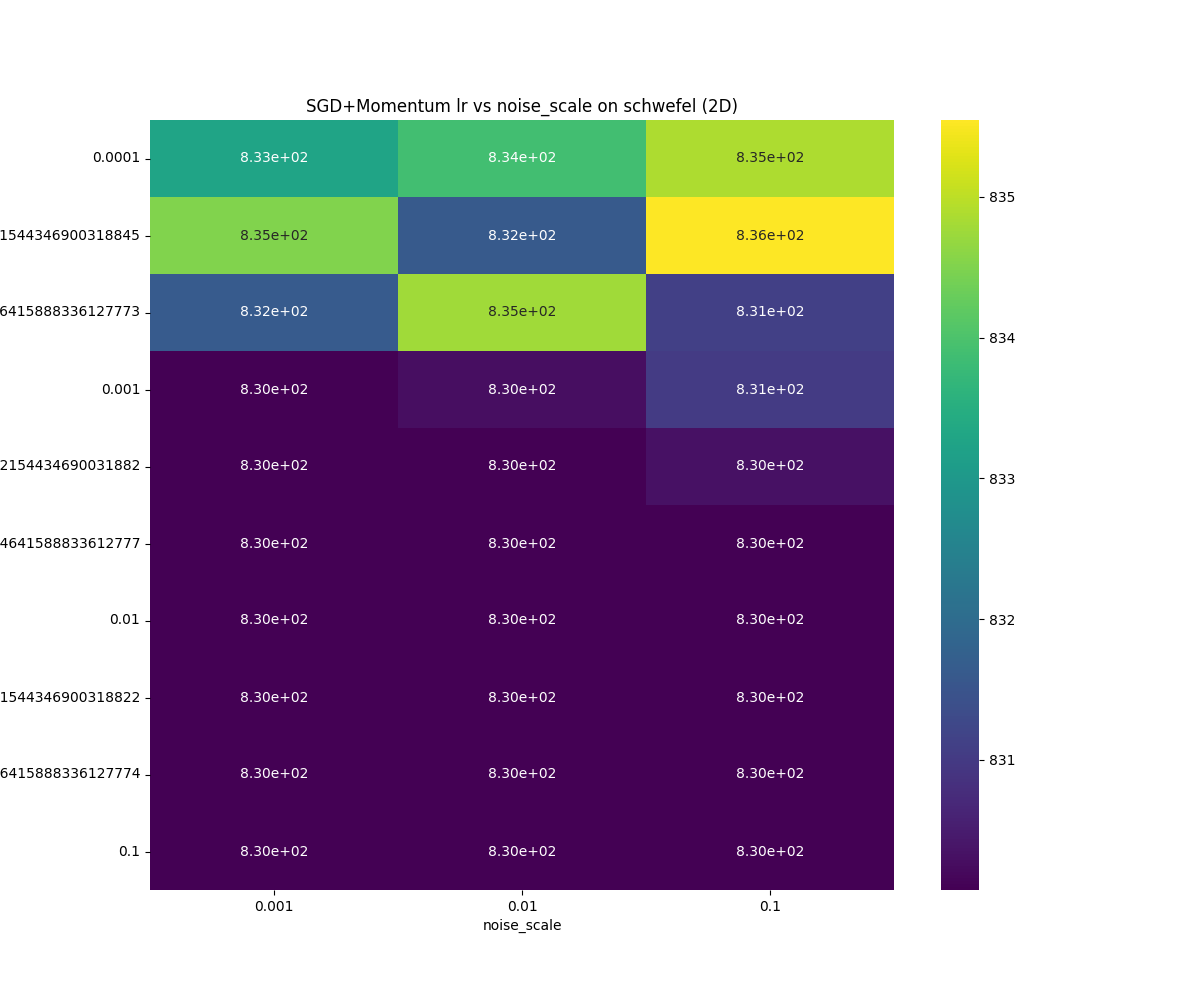 SGD+Momentum lr vs noise_scale on schwefel (2D)
0.0001 8.33e+02 8.34e+02 8.35e+02
1544346900318845 8.35e+02 8.32e+02 8.36e+02
6415888336127773 8.32e+02 8.35e+02 8.31e+02
0.001 8.30e+02 8.30e+02 8.31e+02
2154434690031882 8.30e+02 8.30e+02 8.30e+02
4641588833612777 8.30e+02 8.30e+02 8.30e+02
0.01 8.30e+02 8.30e+02 8.30e+02
1544346900318822 8.30e+02 8.30e+02 8.30e+02
6415888336127774 8.30e+02 8.30e+02 8.30e+02
0.1 8.30e+02 8.30e+02 8.30e+02
0.001 0.01 0.1
noise_scale
835
834
833
832
831